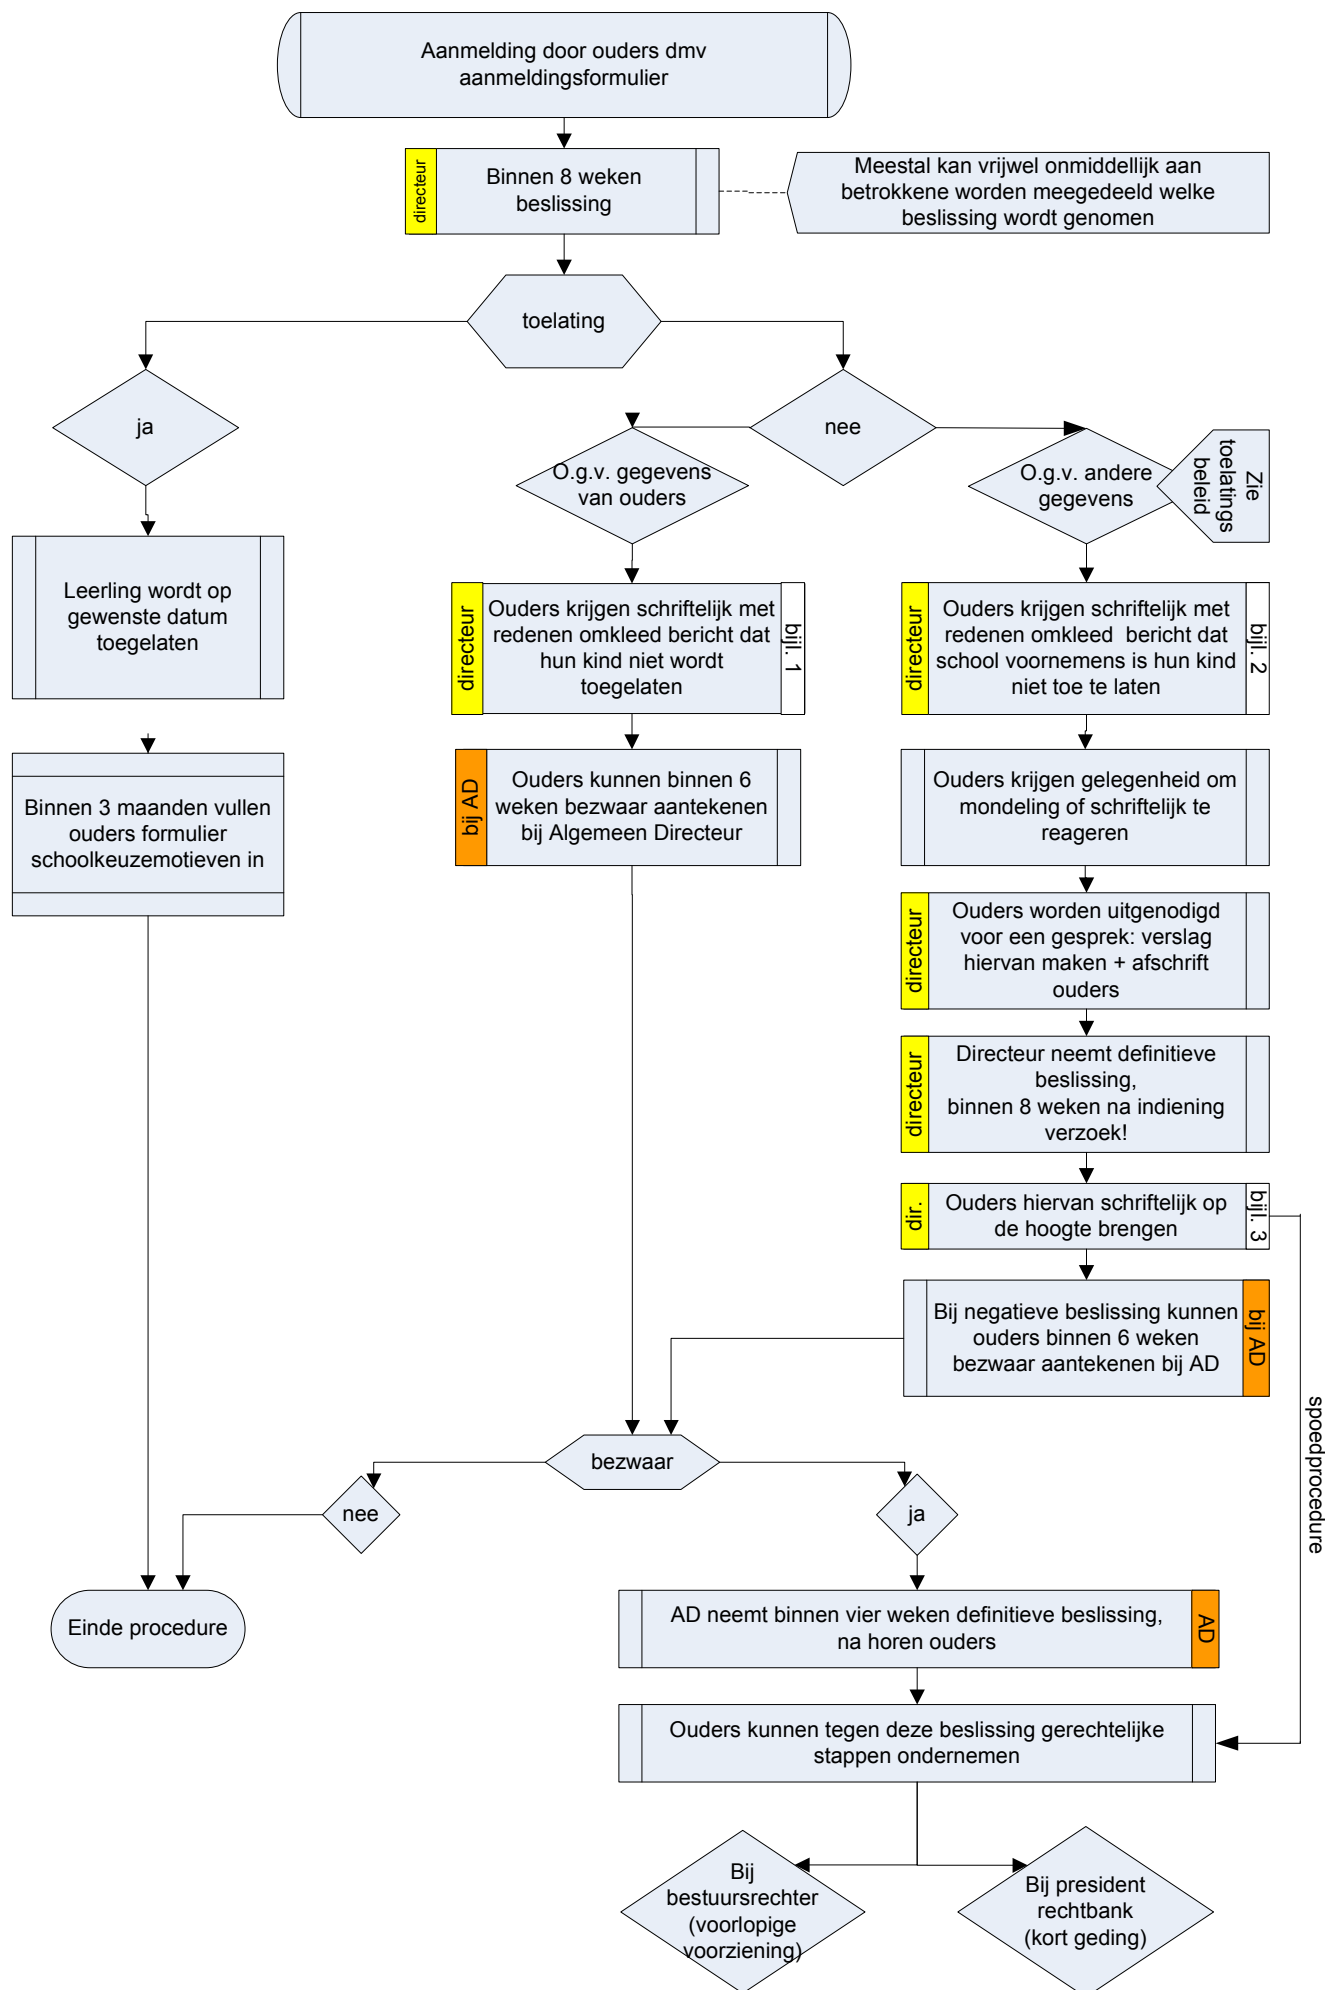 Aanmelding door ouders dmv
aanmeldingsformulier
directeur
Binnen 8 weken
beslissing
Meestal kan vrijwel onmiddellijk aan
betrokkene worden meegedeeld welke
beslissing wordt genomen
toelating
ja
nee
O.g.v. gegevens
van ouders
O.g.v. andere
gegevens
Zie
toelatings
beleid
Leerling wordt op
gewenste datum
toegelaten
directeur
Ouders krijgen schriftelijk met
redenen omkleed bericht dat
hun kind niet wordt
toegelaten
bijl. 1
directeur
Ouders krijgen schriftelijk met
redenen omkleed  bericht dat
school voornemens is hun kind
niet toe te laten
bijl. 2
Binnen 3 maanden vullen
ouders formulier
schoolkeuzemotieven in
bij AD
Ouders kunnen binnen 6
weken bezwaar aantekenen
bij Algemeen Directeur
Ouders krijgen gelegenheid om
mondeling of schriftelijk te
reageren
directeur
Ouders worden uitgenodigd
voor een gesprek: verslag
hiervan maken + afschrift
ouders
directeur
Directeur neemt definitieve
beslissing,
binnen 8 weken na indiening
verzoek!
dir.
Ouders hiervan schriftelijk op
de hoogte brengen
bijl. 3
Bij negatieve beslissing kunnen
ouders binnen 6 weken
bezwaar aantekenen bij AD
bij AD
spoedprocedure
bezwaar
nee
ja
Einde procedure
AD neemt binnen vier weken definitieve beslissing,
na horen ouders
AD
Ouders kunnen tegen deze beslissing gerechtelijke
stappen ondernemen
Bij
bestuursrechter
(voorlopige
voorziening)
Bij president
rechtbank
(kort geding)